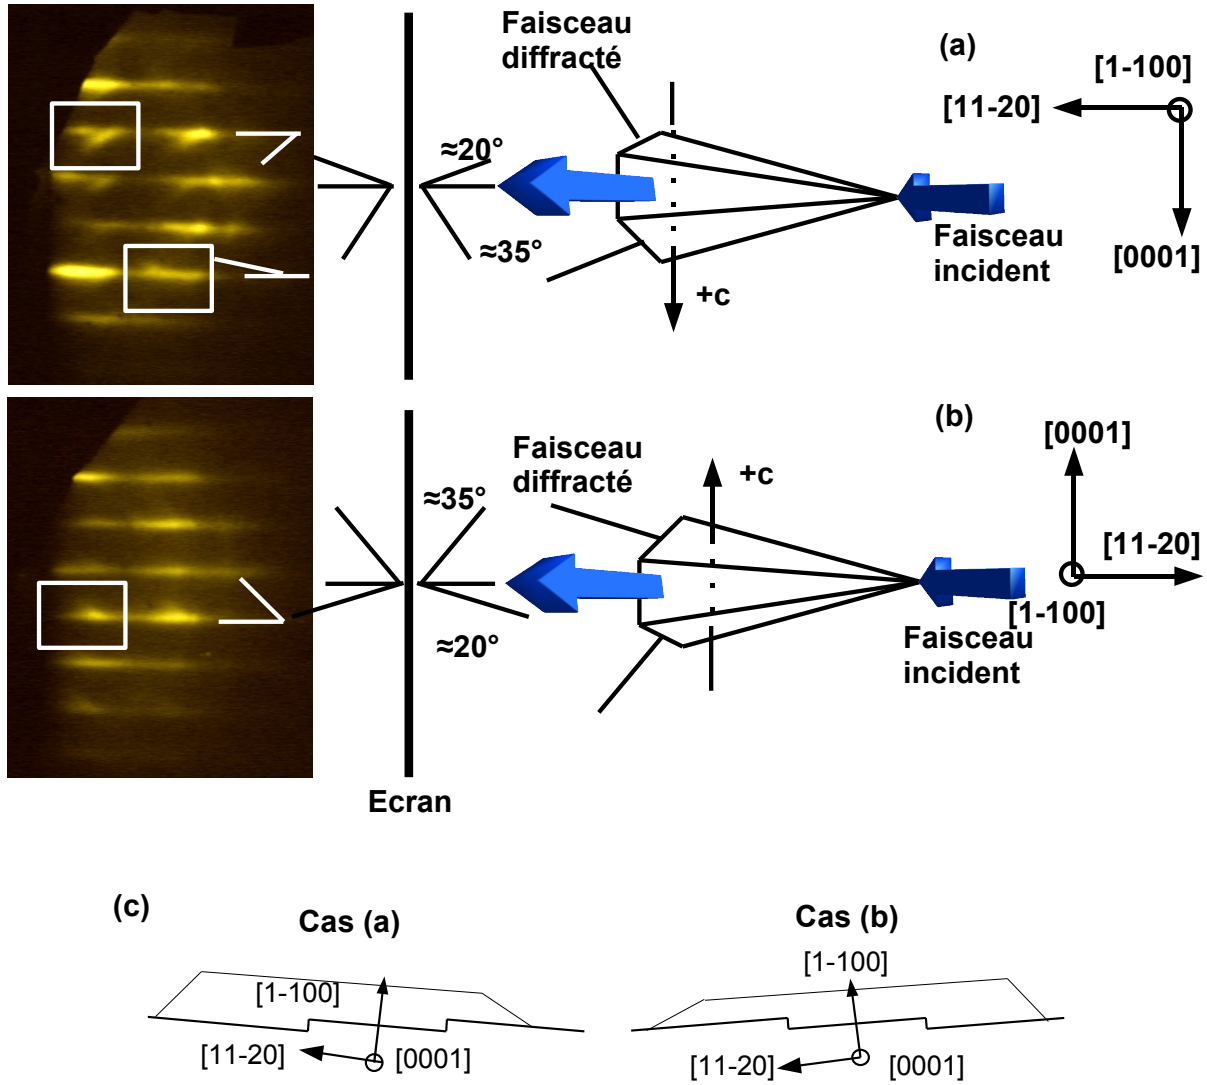 Faisceau
diffracté
(a)
[1-100]
[11-20]
≈20°
≈35°
+c
Faisceau
incident
[0001]
(b)
[0001]
Faisceau
diffracté
+c
≈35°
[11-20]
[1-100]
≈20°
Faisceau
incident
Ecran
(c)
Cas (a)
Cas (b)
[1-100]
[1-100]
[11-20]
[0001]
[11-20]
[0001]